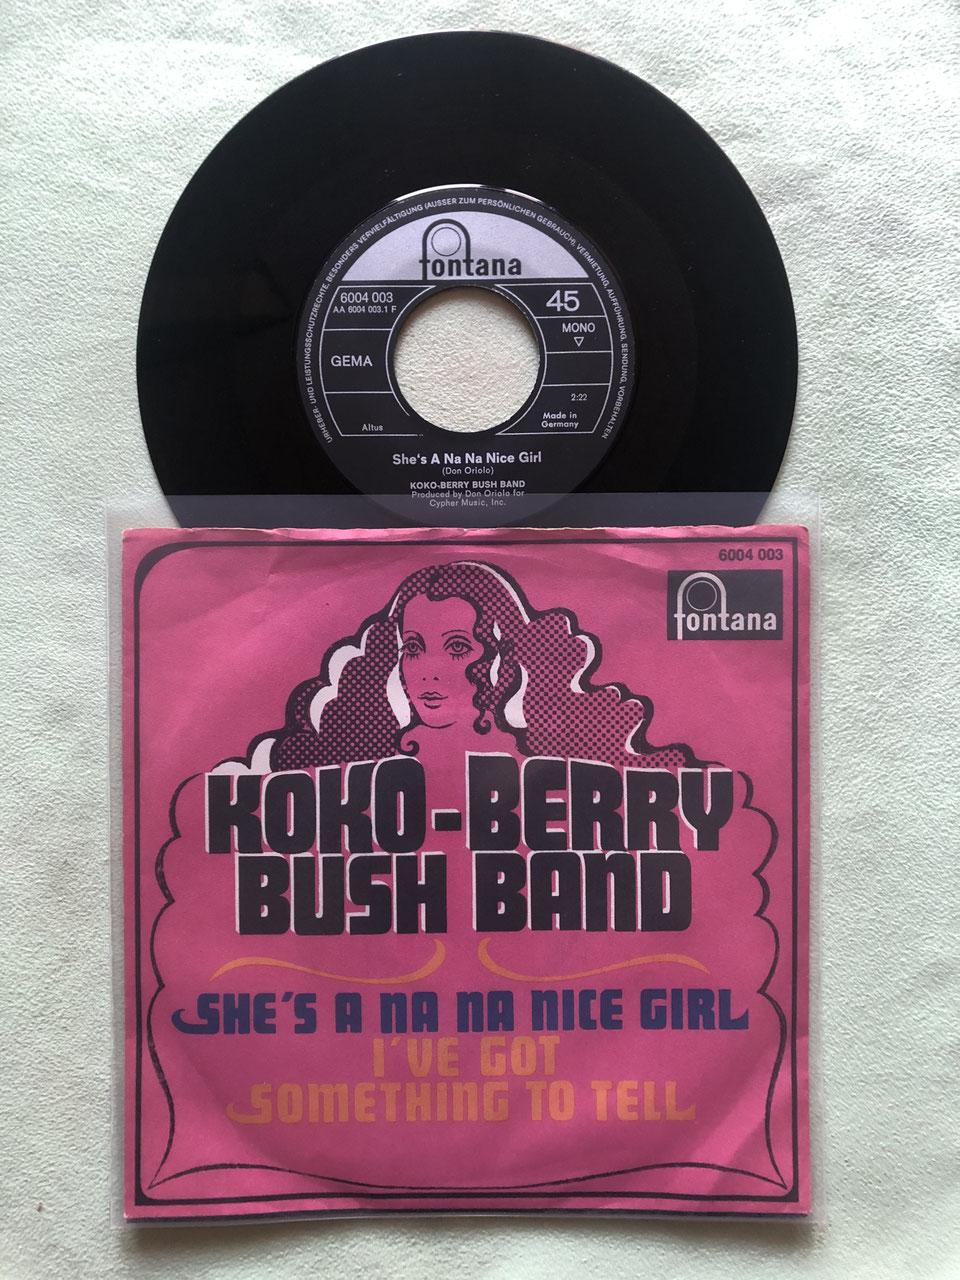 URHEBER- UND LEISTUNGSSCHUTZRECHTE, BESONDERS VERVIELFÄLTIGUNG (AUSSER ZUM PERSÖNLICHEN GEBRAUCH), VERMIETUNG, AUFFÜHRUNG, SENDUNG, VORBEHALTEN
fontana
6004 003
AA 6004 003.1 F
45
MONO
GEMA
2:22
Altus
Made in
Germany
She's A Na Na Nice Girl
(Don Oriolo)
KOKO-BERRY BUSH BAND
Produced by Don Oriolo for
Cypher Music, Inc.
6004 003
fontana
KOKO-BERRY
BUSH BAND
SHE'S A NA NA NICE GIRL
I'VE GOT
SOMETHING TO TELL